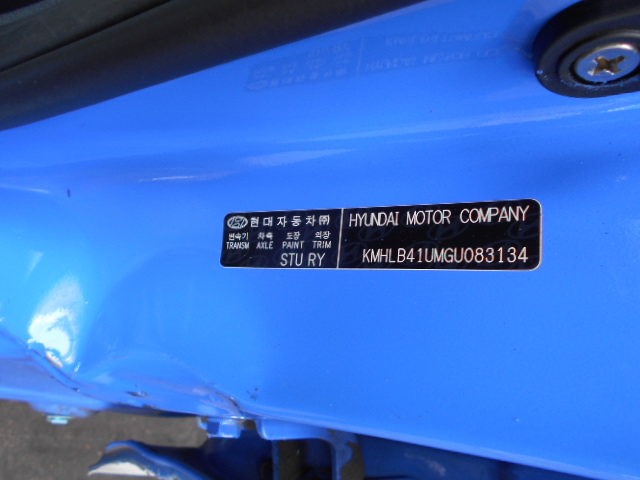 현대자동차㈜
변속기 차축 도장 의장
TRANSM AXLE PAINT TRIM
STU RY
HYUNDAI MOTOR COMPANY
KMHLB41UMGU083134